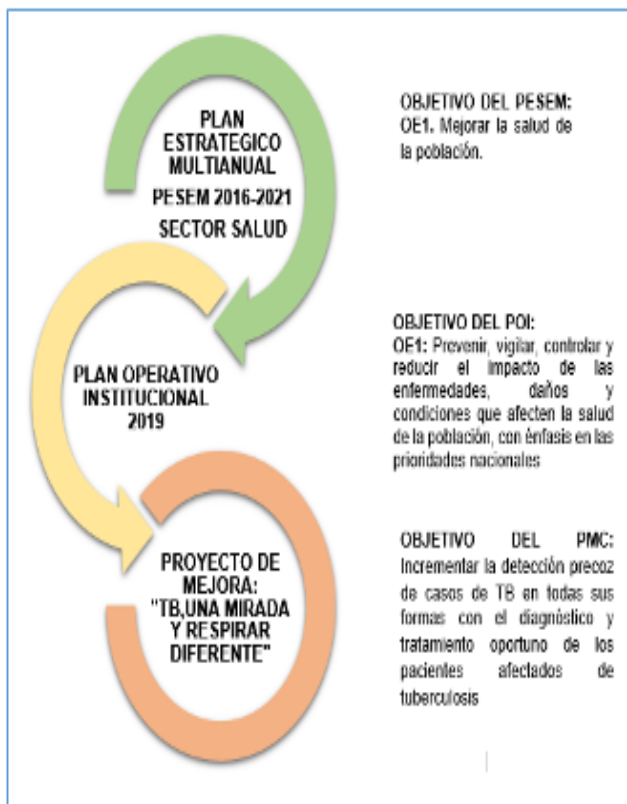 PLAN
ESTRATEGICO
MULTIANUAL
PESEM 2016-2021
SECTOR SALUD
OBJETIVO DEL PESEM:
OE1. Mejorar la salud de
la población.
PLAN OPERATIVO
INSTITUCIONAL
2019
OBJETIVO DEL POI:
OE1: Prevenir, vigilar, controlar y
reducir el impacto de las
enfermedades, daños y
condiciones que afecten la salud
de la población, con énfasis en las
prioridades nacionales
PROYECTO DE
MEJORA:
"TB,UNA MIRADA
Y RESPIRAR
DIFERENTE"
OBJETIVO DEL PMC:
Incrementar la detección precoz
de casos de TB en todas sus
formas con el diagnóstico y
tratamiento oportuno de los
pacientes afectados de
tuberculosis